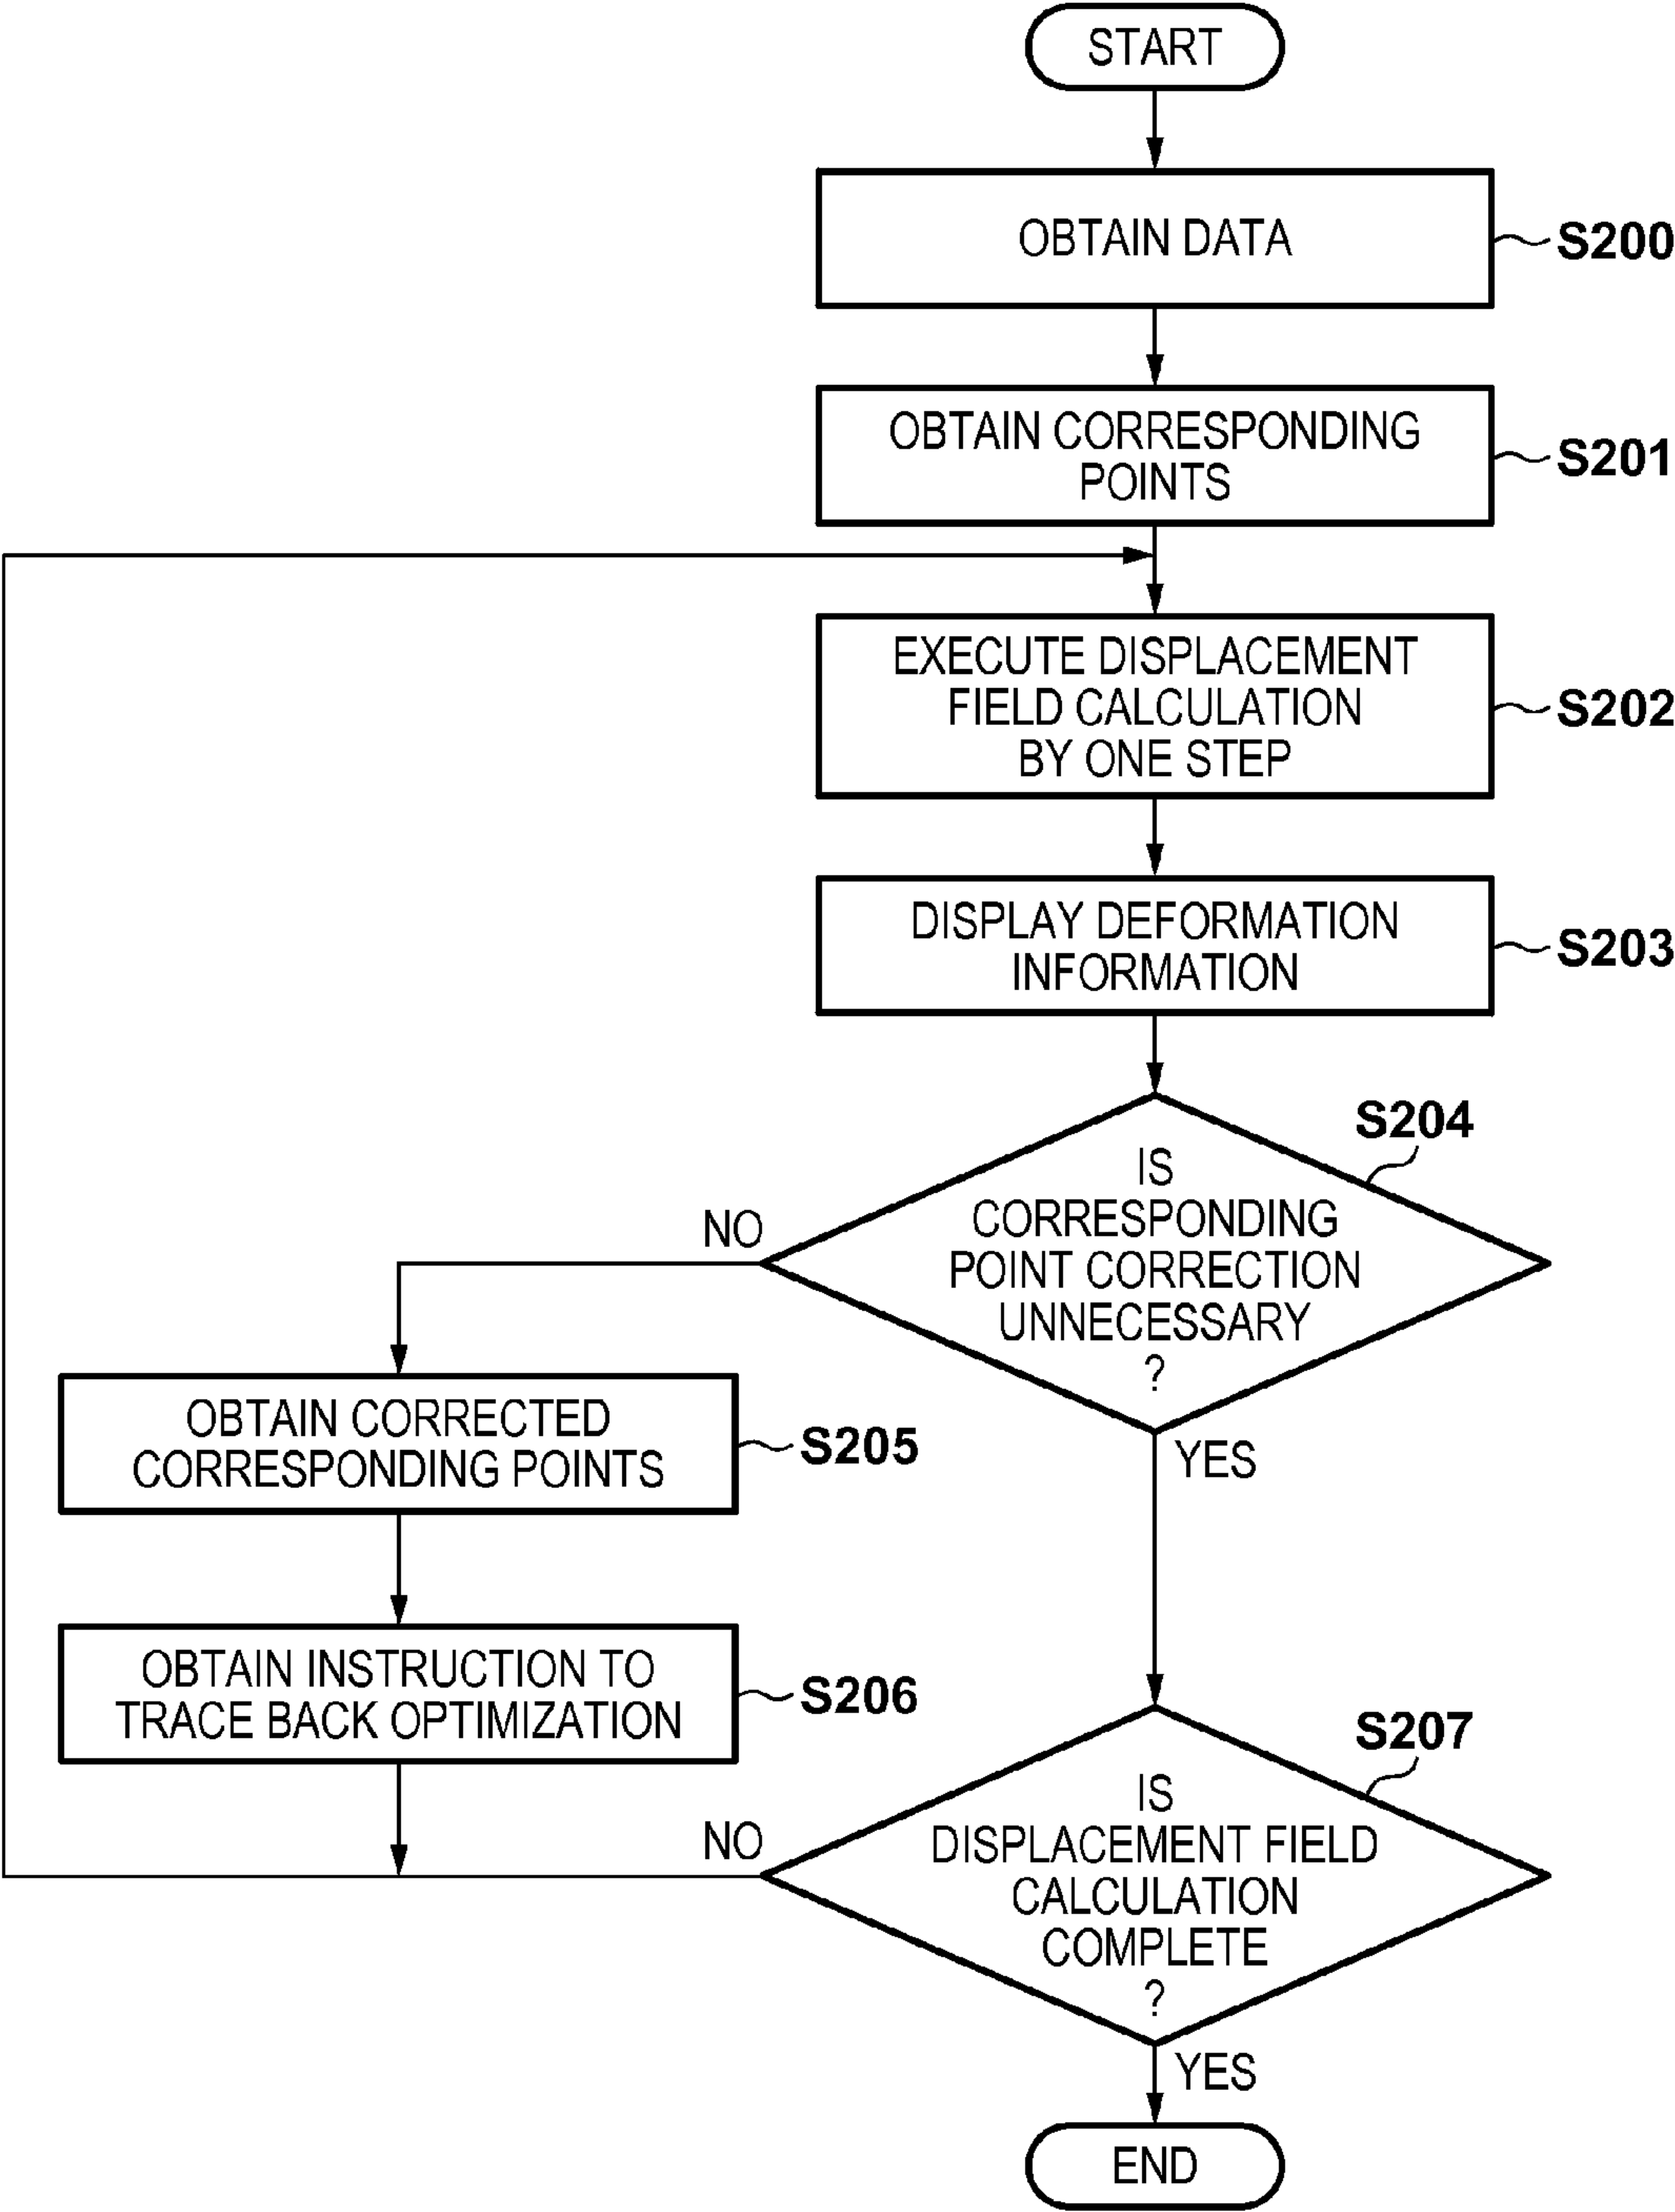 START
OBTAIN DATA
S200
OBTAIN CORRESPONDING
POINTS
S201
EXECUTE DISPLACEMENT
FIELD CALCULATION
BY ONE STEP
S202
DISPLAY DEFORMATION
INFORMATION
S203
S204
IS
CORRESPONDING
POINT CORRECTION
UNNECESSARY
?
NO
YES
OBTAIN CORRECTED
CORRESPONDING POINTS
S205
OBTAIN INSTRUCTION TO
TRACE BACK OPTIMIZATION
S206
S207
IS
DISPLACEMENT FIELD
CALCULATION
COMPLETE
?
NO
YES
END